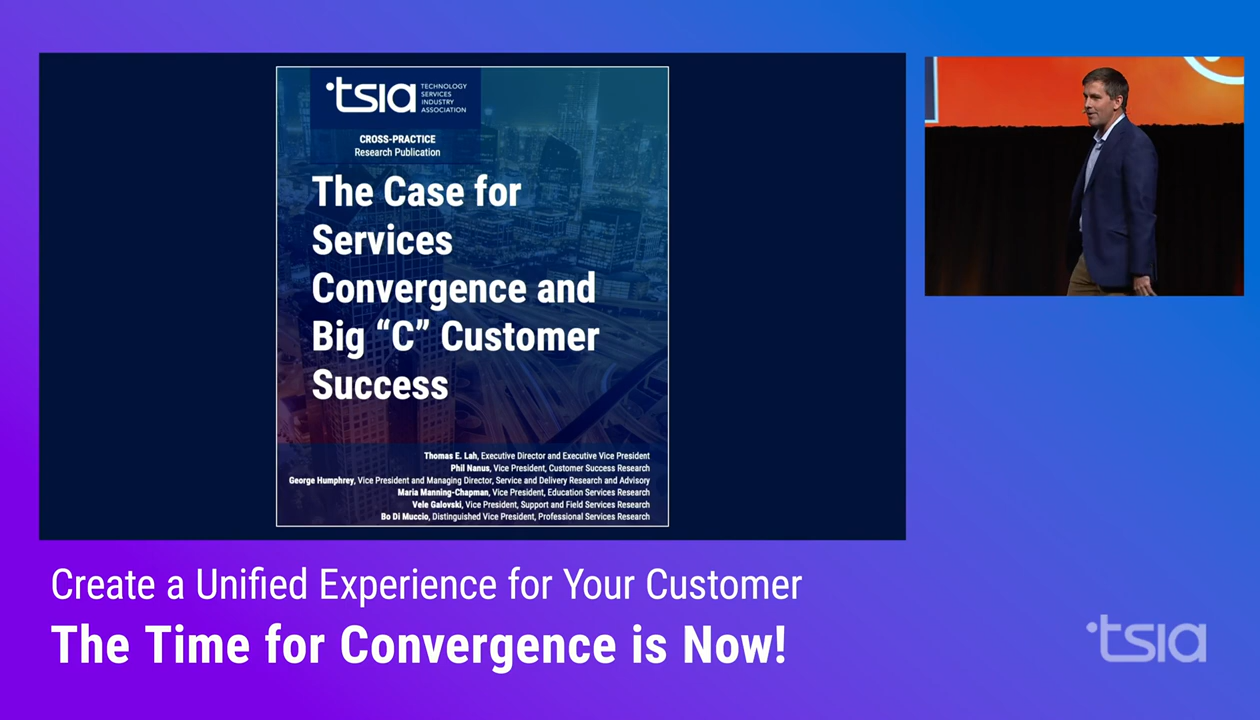 tsia TECHNOLOGY
SERVICES
INDUSTRY
ASSOCIATION
CROSS-PRACTICE
Research Publication
The Case for
Services
Convergence and
Big “C” Customer
Success
Thomas E. Lah, Executive Director and Executive Vice President
Phil Nanus, Vice President, Customer Success Research
George Humphrey, Vice President and Managing Director, Service and Delivery Research and Advisory
Maria Manning-Chapman, Vice President, Education Services Research
Vele Galovski, Vice President, Support and Field Services Research
Bo Di Muccio, Distinguished Vice President, Professional Services Research
Create a Unified Experience for Your Customer
The Time for Convergence is Now!
tsia